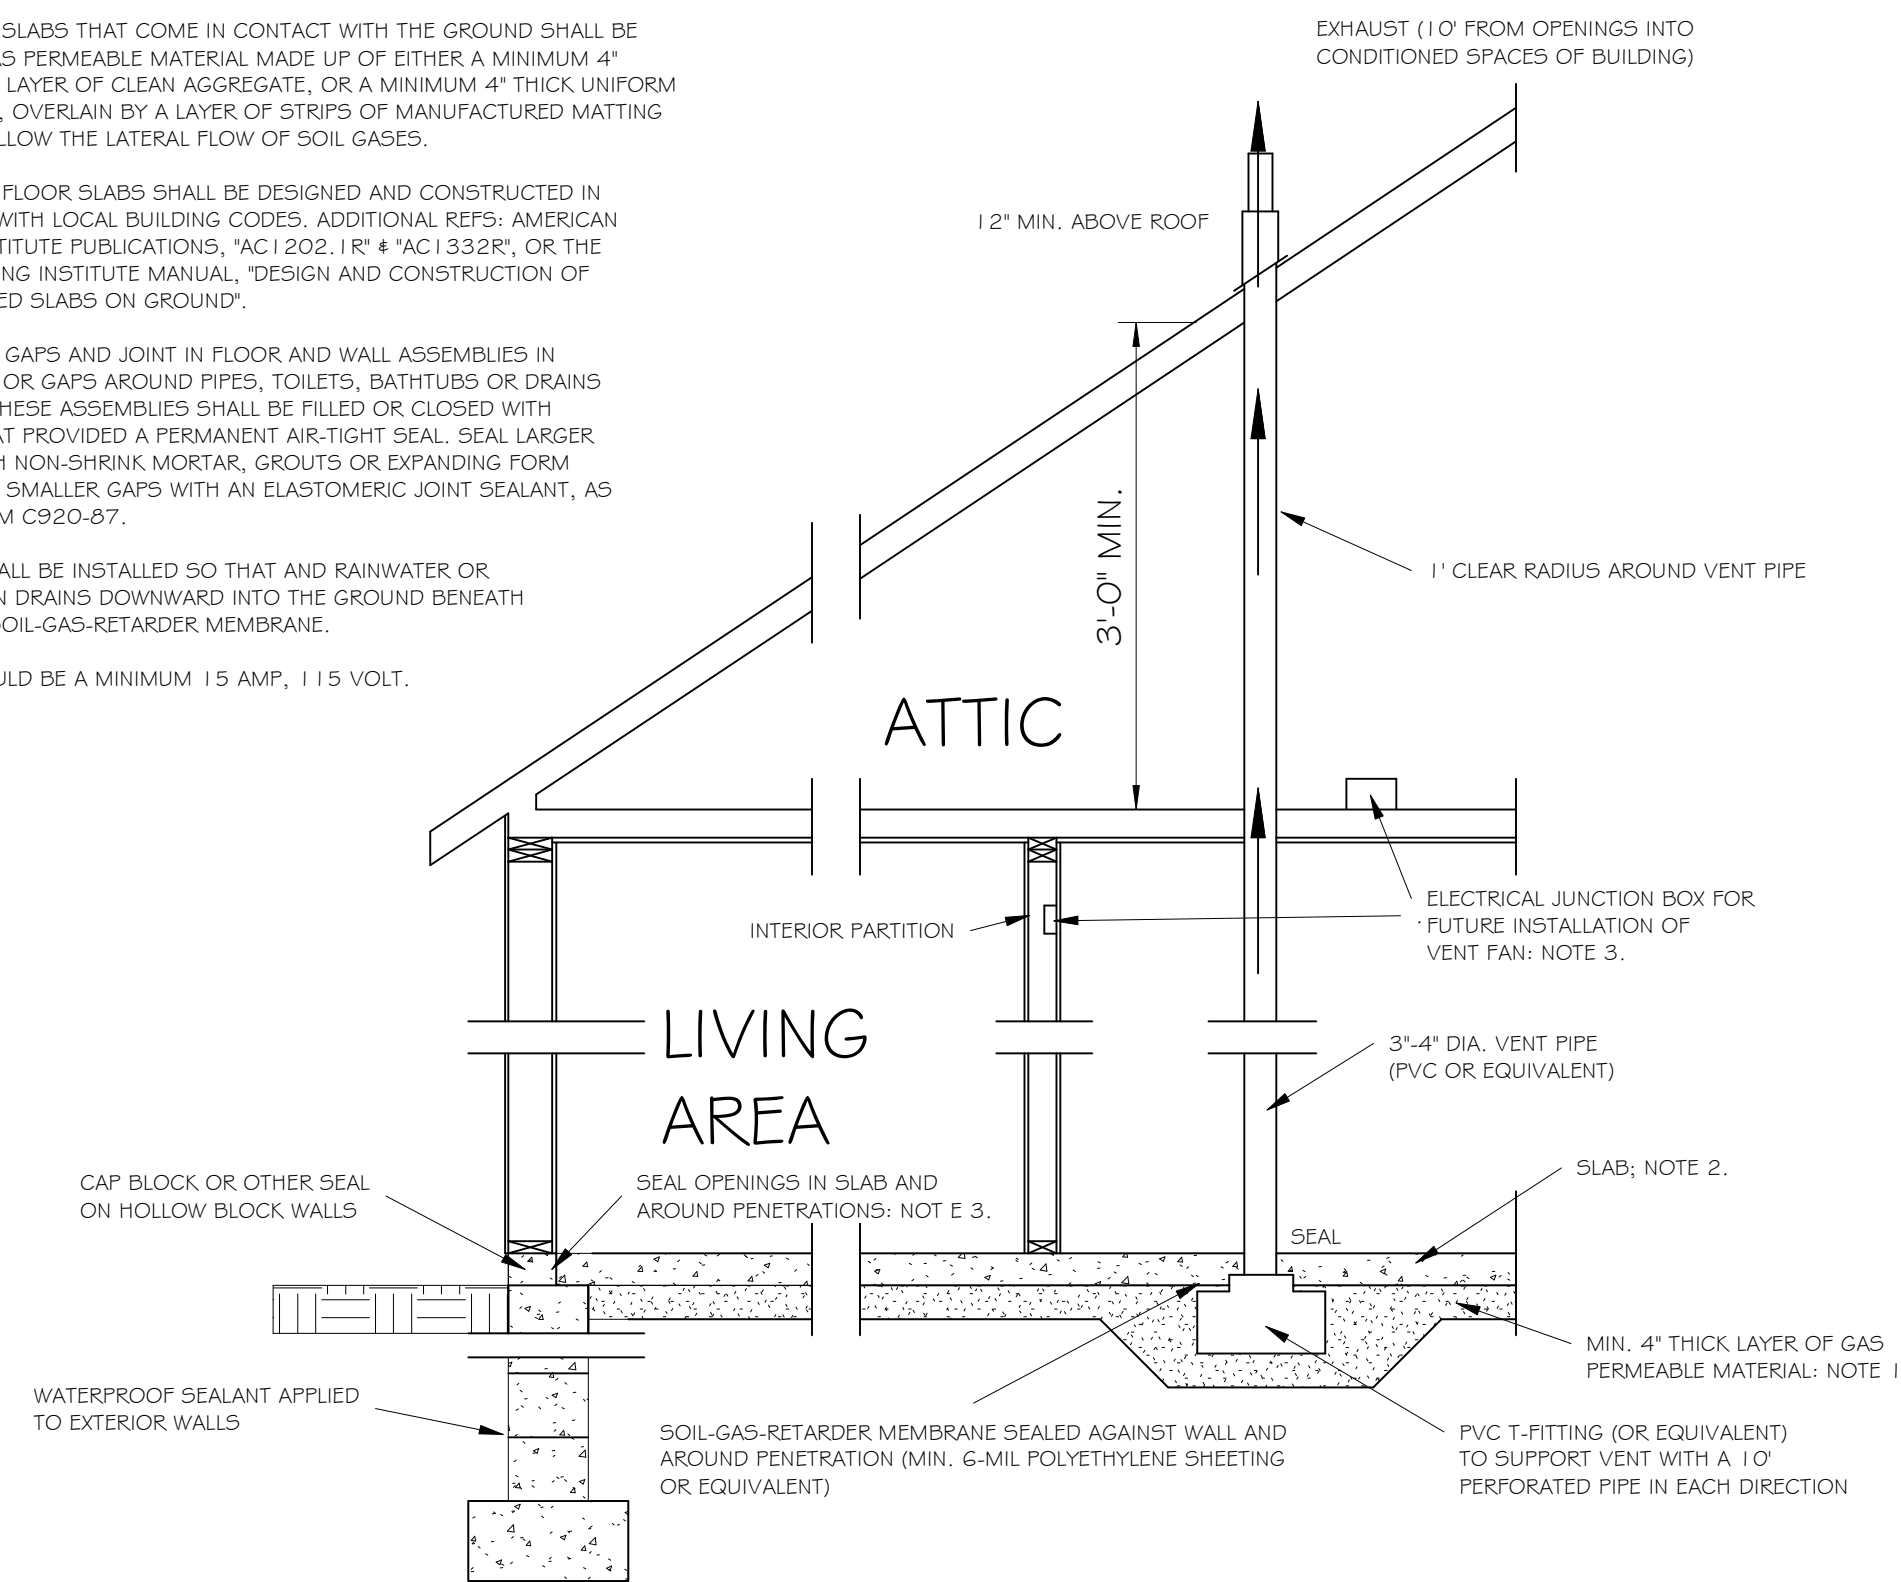 SLABS THAT COME IN CONTACT WITH THE GROUND SHALL BE
AS PERMEABLE MATERIAL MADE UP OF EITHER A MINIMUM 4"
LAYER OF CLEAN AGGREGATE, OR A MINIMUM 4" THICK UNIFORM
, OVERLAIN BY A LAYER OF STRIPS OF MANUFACTURED MATTING
LLOW THE LATERAL FLOW OF SOIL GASES.
FLOOR SLABS SHALL BE DESIGNED AND CONSTRUCTED IN
WITH LOCAL BUILDING CODES. ADDITIONAL REFS: AMERICAN
TITUTE PUBLICATIONS, "AC1202.1R" & "AC1332R", OR THE
NG INSTITUTE MANUAL, "DESIGN AND CONSTRUCTION OF
ED SLABS ON GROUND".
GAPS AND JOINT IN FLOOR AND WALL ASSEMBLIES IN
OR GAPS AROUND PIPES, TOILETS, BATHTUBS OR DRAINS
HESE ASSEMBLIES SHALL BE FILLED OR CLOSED WITH
AT PROVIDED A PERMANENT AIR-TIGHT SEAL. SEAL LARGER
H NON-SHRINK MORTAR, GROUTS OR EXPANDING FORM
SMALLER GAPS WITH AN ELASTOMERIC JOINT SEALANT, AS
M C920-87.
ALL BE INSTALLED SO THAT AND RAINWATER OR
N DRAINS DOWNWARD INTO THE GROUND BENEATH
SOIL-GAS-RETARDER MEMBRANE.
ULD BE A MINIMUM 15 AMP, 115 VOLT.
EXHAUST (10' FROM OPENINGS INTO
CONDITIONED SPACES OF BUILDING)
12" MIN. ABOVE ROOF
3'-0" MIN.
1' CLEAR RADIUS AROUND VENT PIPE
ATTIC
ELECTRICAL JUNCTION BOX FOR
FUTURE INSTALLATION OF
VENT FAN: NOTE 3.
INTERIOR PARTITION
LIVING
AREA
3"-4" DIA. VENT PIPE
(PVC OR EQUIVALENT)
CAP BLOCK OR OTHER SEAL
ON HOLLOW BLOCK WALLS
SEAL OPENINGS IN SLAB AND
AROUND PENETRATIONS: NOT E 3.
SLAB; NOTE 2.
SEAL
MIN. 4" THICK LAYER OF GAS
PERMEABLE MATERIAL: NOTE 1
WATERPROOF SEALANT APPLIED
TO EXTERIOR WALLS
SOIL-GAS-RETARDER MEMBRANE SEALED AGAINST WALL AND
AROUND PENETRATION (MIN. 6-MIL POLYETHYLENE SHEETING
OR EQUIVALENT)
PVC T-FITTING (OR EQUIVALENT)
TO SUPPORT VENT WITH A 10'
PERFORATED PIPE IN EACH DIRECTION